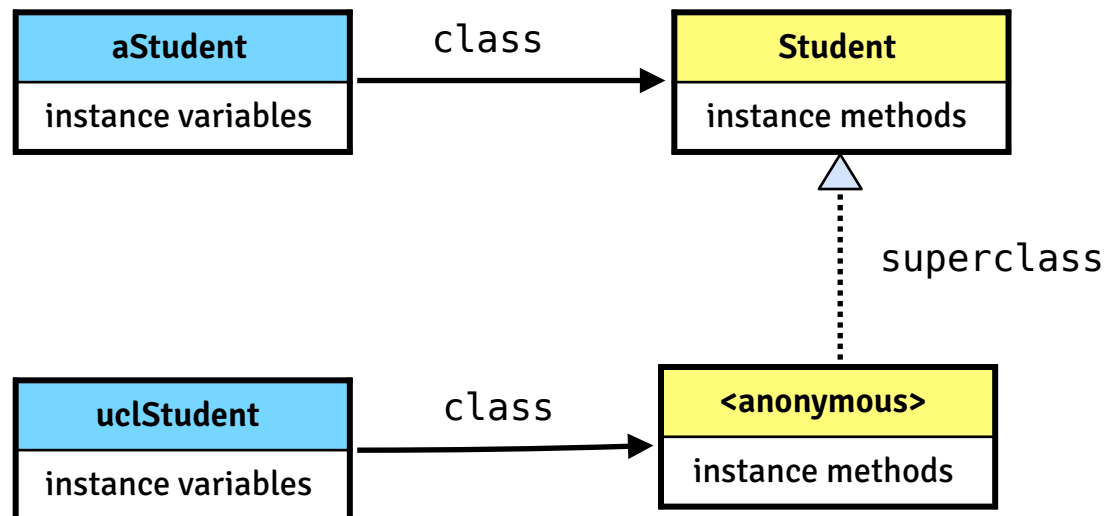 aStudent
instance variables
class
Student
instance methods
superclass
uclStudent
instance variables
class
<anonymous>
instance methods